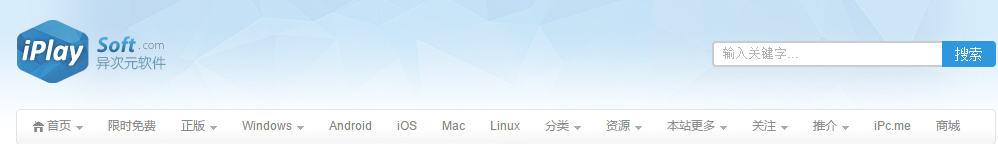 iPlay Soft.com
异次元软件
输入关键字... 搜索
首页 限时免费 正版 Windows Android iOS Mac Linux 分类 资源 本站更多 关注 推介 iPc.me 商城